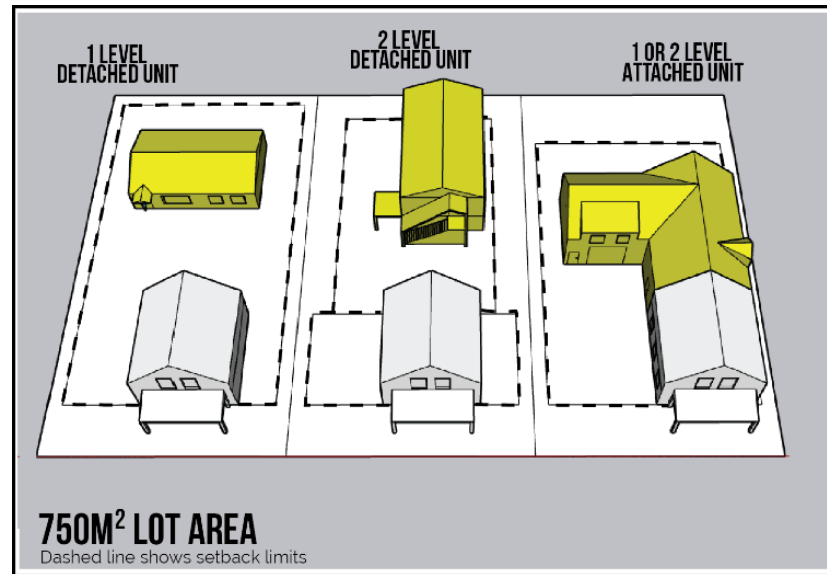 1 LEVEL
DETACHED UNIT
2 LEVEL
DETACHED UNIT
1 OR 2 LEVEL
ATTACHED UNIT
750M² LOT AREA
Dashed line shows setback limits